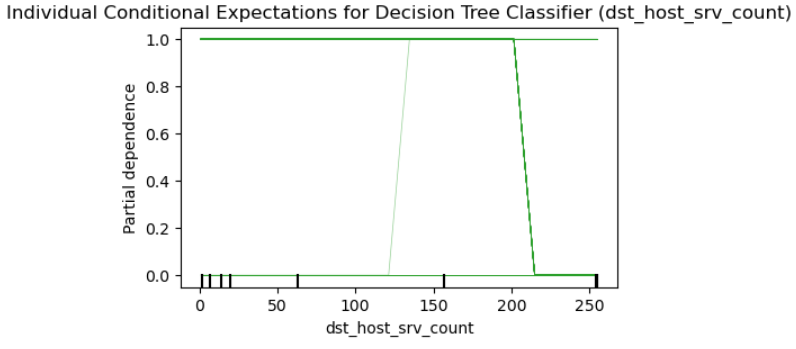 Individual Conditional Expectations for Decision Tree Classifier (dst_host_srv_count)
1.0
0.8
0.6
0.4
0.2
0.0
Partial dependence
0 50 100 150 200 250
dst_host_srv_count